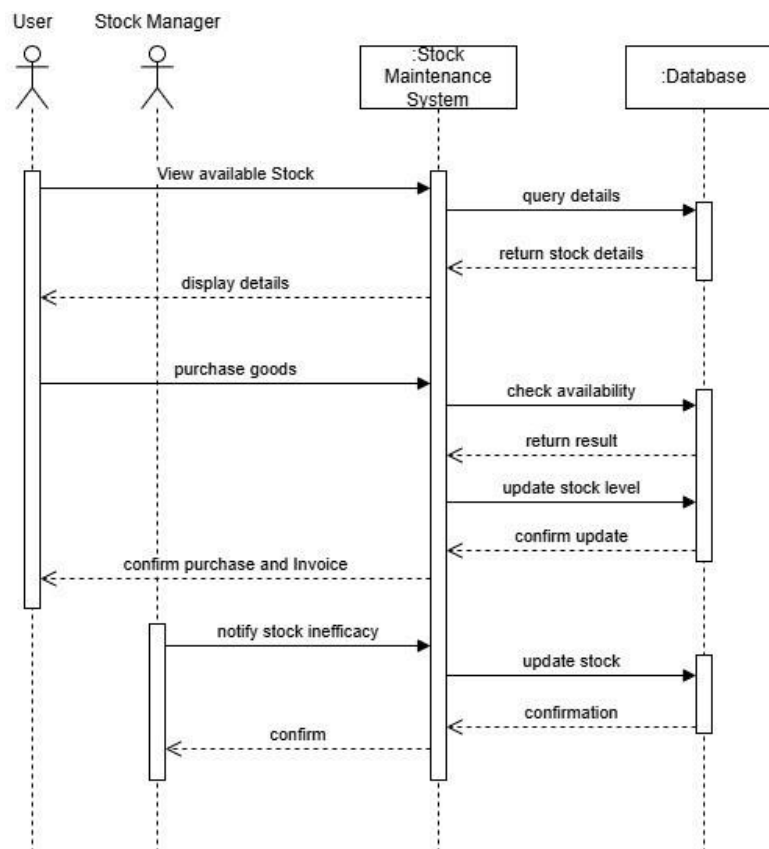 User
Stock Manager
:Stock
Maintenance
System
:Database
View available Stock
query details
return stock details
display details
purchase goods
check availability
return result
update stock level
confirm update
confirm purchase and Invoice
notify stock inefficacy
update stock
confirmation
confirm